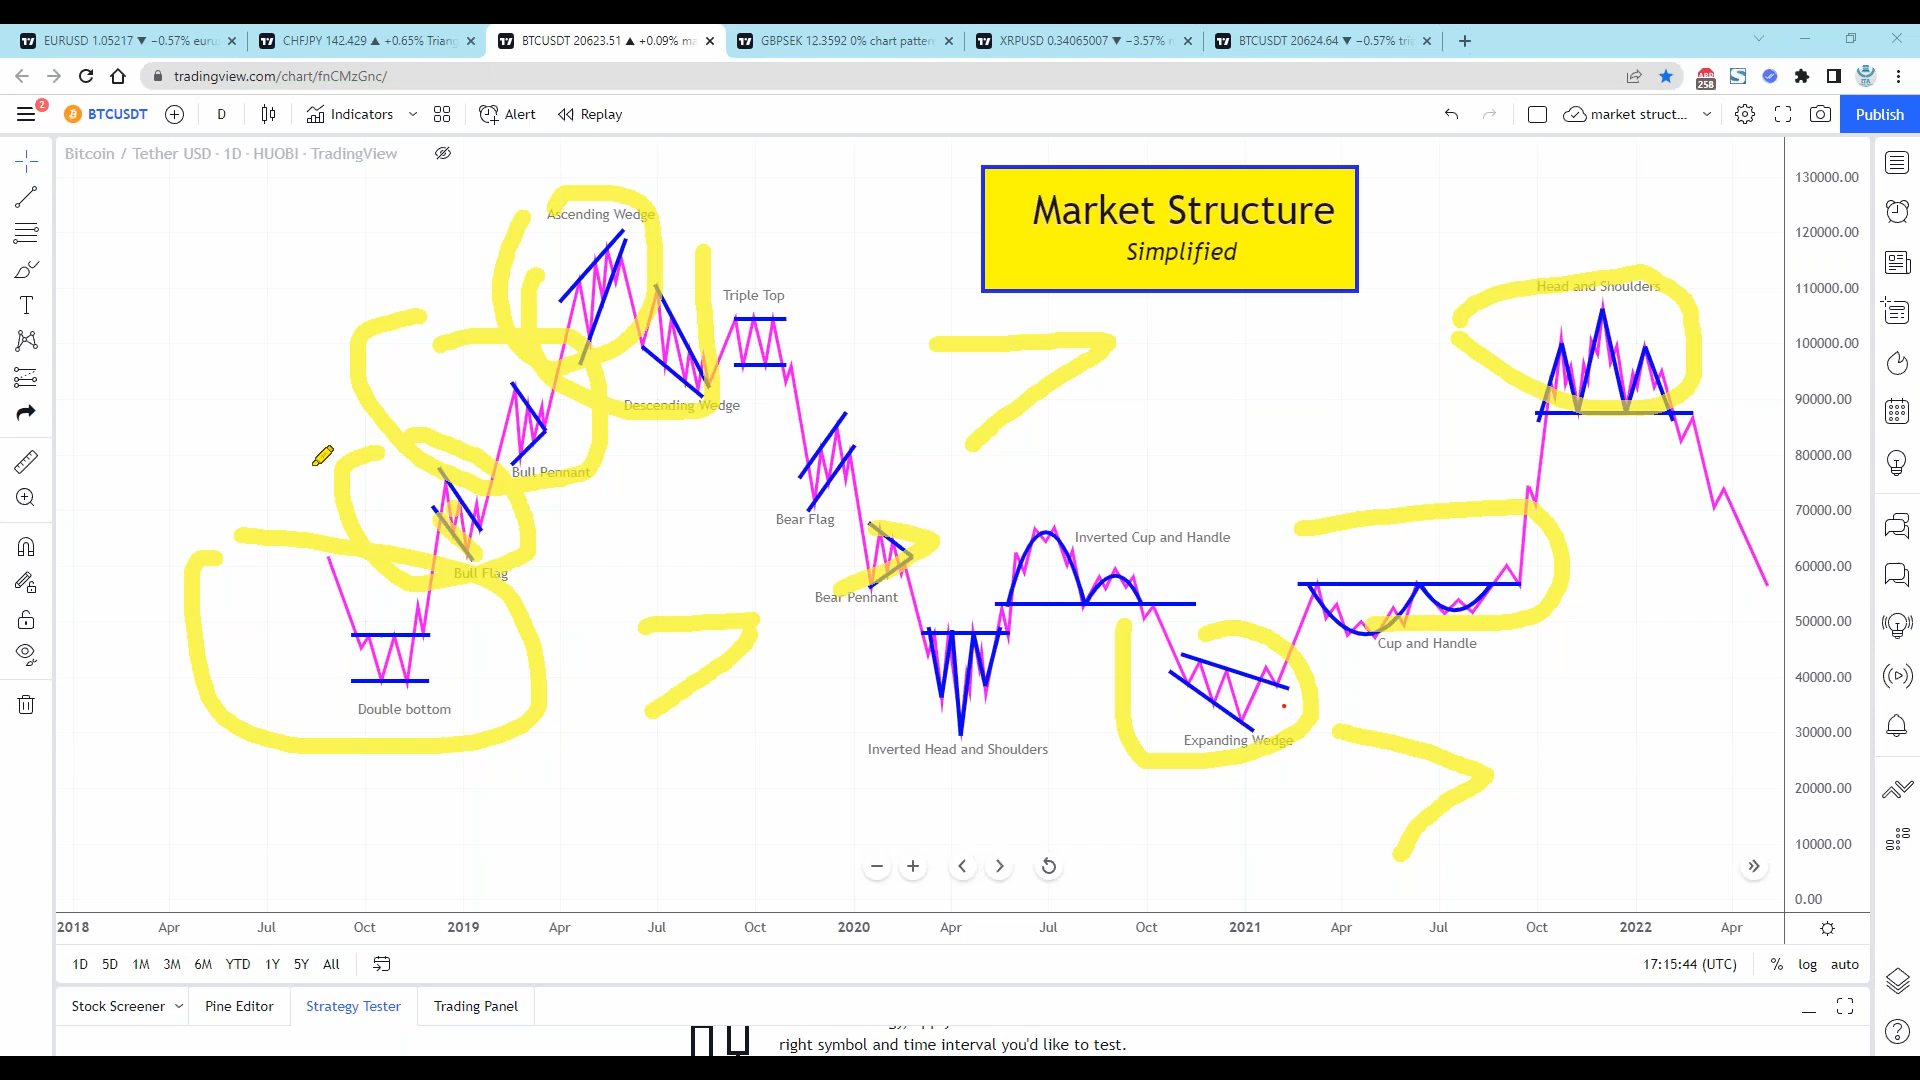 EURUSD 1.05217 ▼ −0.57% eur
CHFJPY 142.429 ▲ +0.65% Trian
BTCUSDT 20623.51 ▲ +0.09% m
GBPSEK 12.3592 0% chart patter
XRPUSD 0.34065007 ▼ −3.57%
BTCUSDT 20624.64 ▼ −0.57% tri
tradingview.com/chart/fnCMzGnc/
258
2
BTCUSDT
D
Indicators
Alert
Replay
market struct...
Publish
Bitcoin / Tether USD · 1D · HUOBI · TradingView
Market Structure
Simplified
Ascending Wedge
Triple Top
Head and Shoulders
Descending Wedge
Bull Pennant
Bear Flag
Inverted Cup and Handle
Bull Flag
Bear Pennant
Cup and Handle
Double bottom
Expanding Wedge
Inverted Head and Shoulders
130000.00
120000.00
110000.00
100000.00
90000.00
80000.00
70000.00
60000.00
50000.00
40000.00
30000.00
20000.00
10000.00
0.00
2018 Apr Jul Oct 2019 Apr Jul Oct 2020 Apr Jul Oct 2021 Apr Jul Oct 2022 Apr
1D 5D 1M 3M 6M YTD 1Y 5Y All
17:15:44 (UTC) % log auto
Stock Screener Pine Editor Strategy Tester Trading Panel
right symbol and time interval you'd like to test.